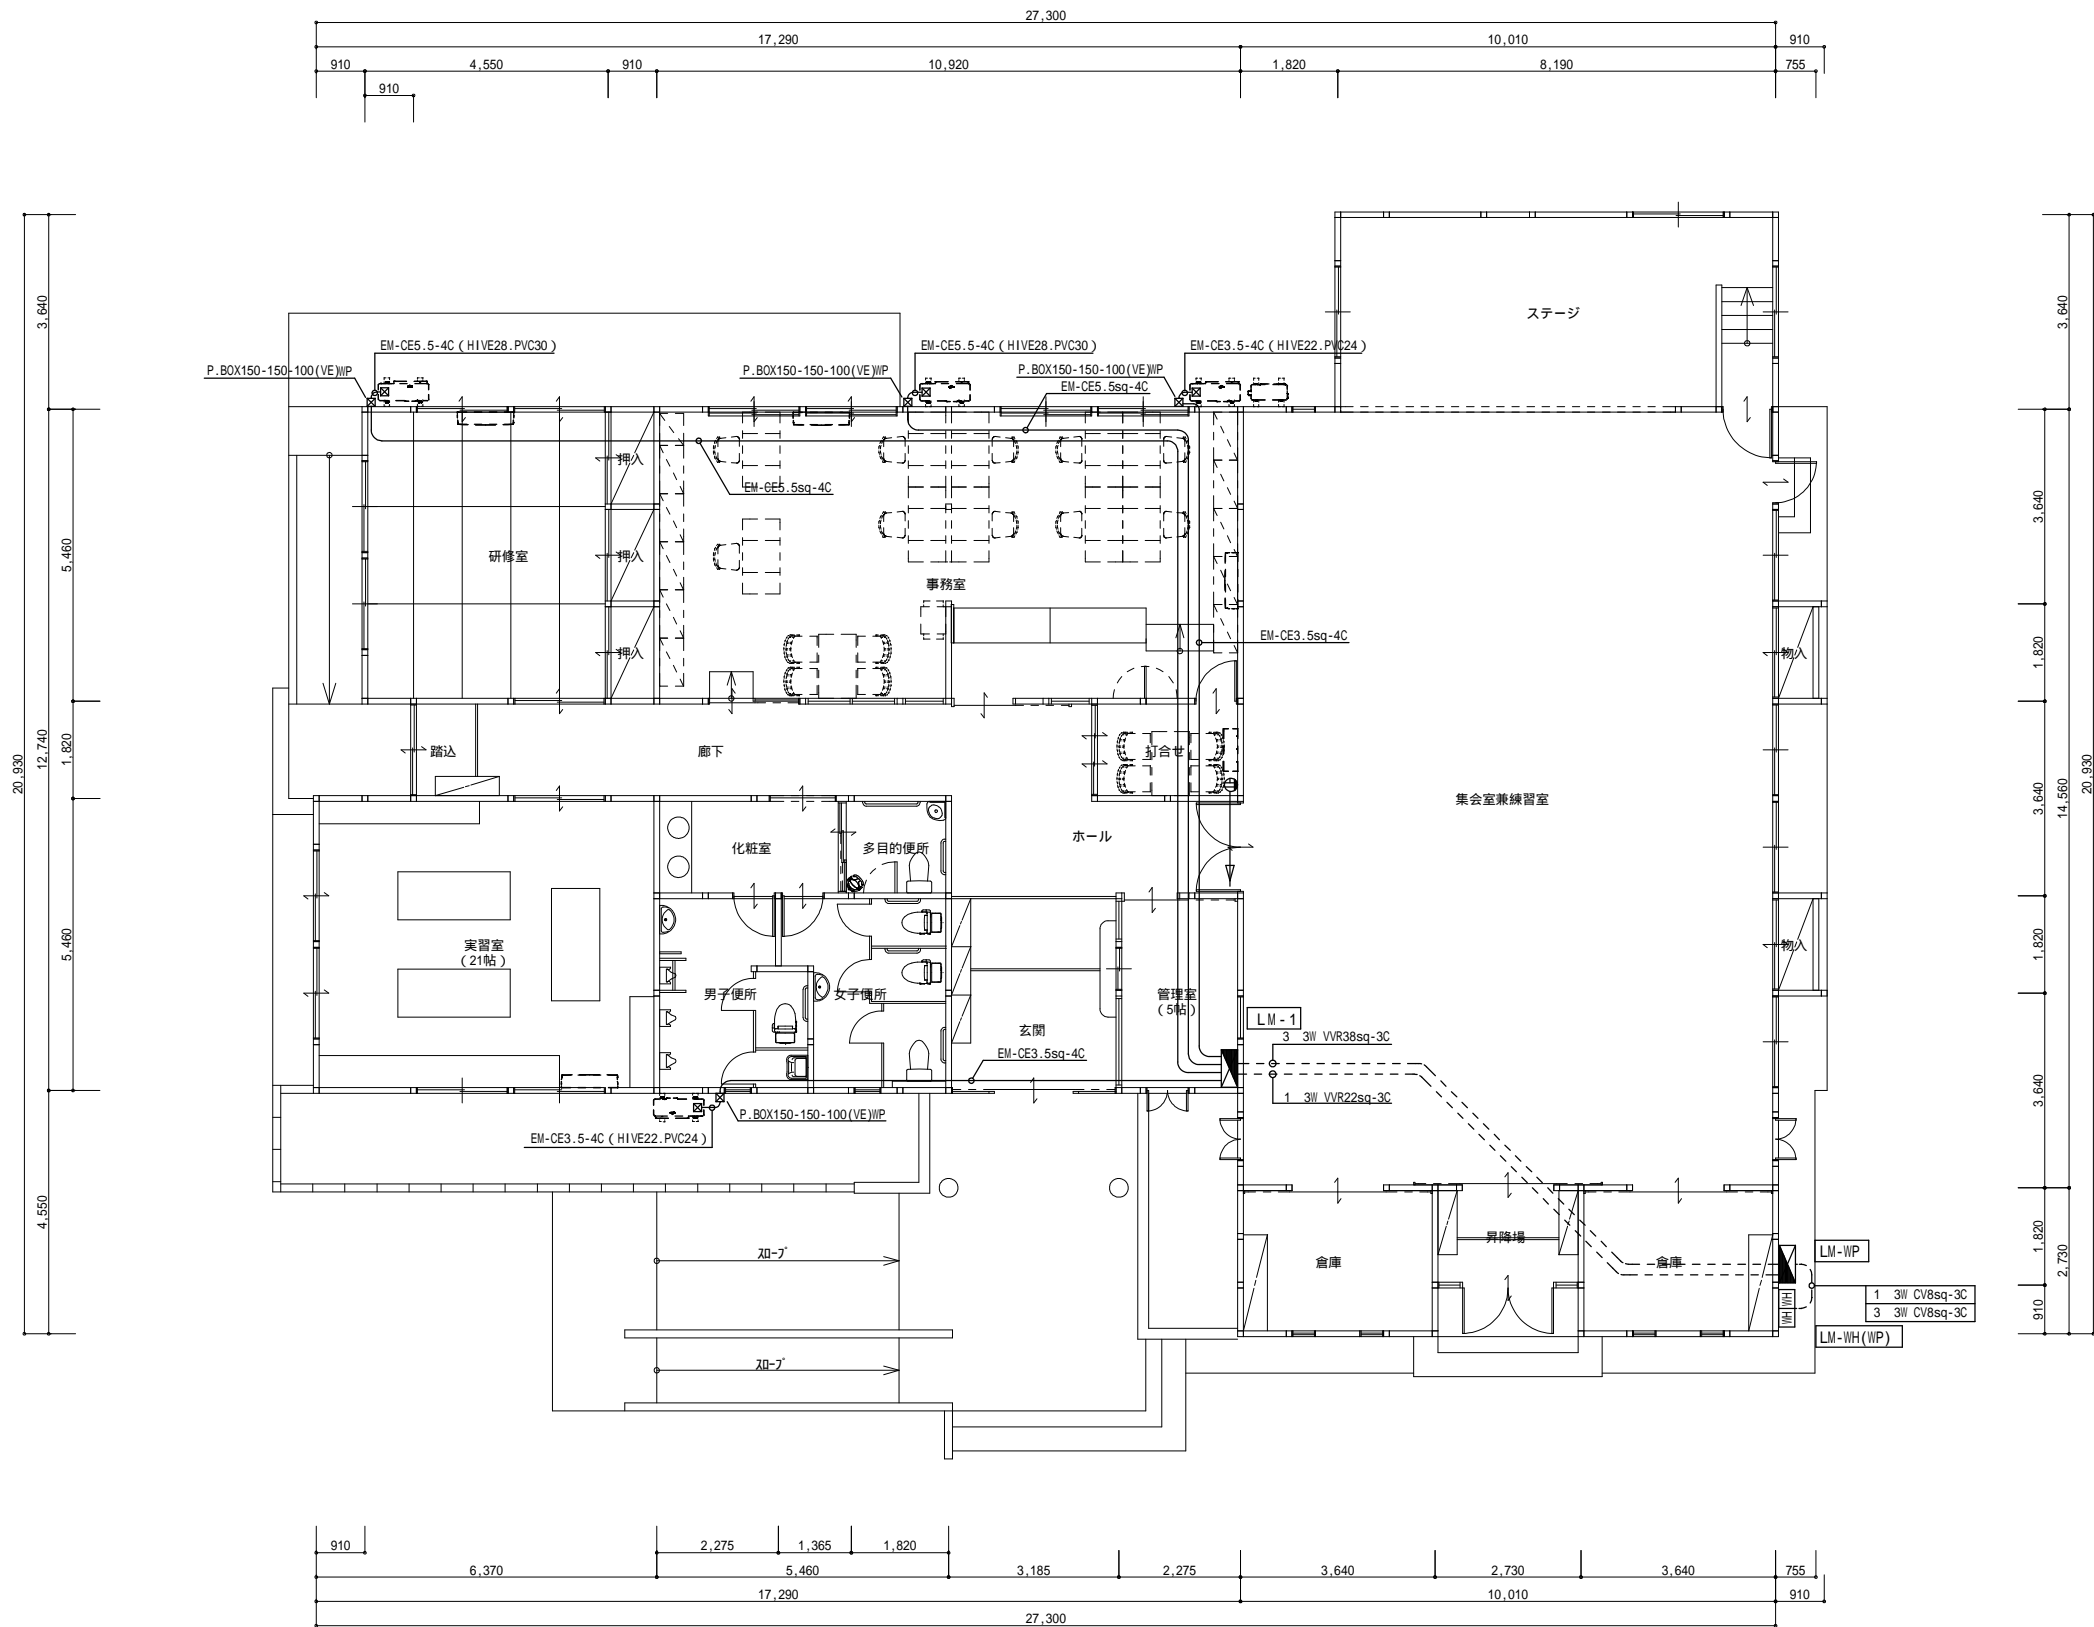 27,300
17,290
10,010
910
910
4,550
910
10,920
1,820
8,190
755
910
3,640
ステージ
3,640
EM-CE5.5-4C(HIVE28.PVC30)
EM-CE5.5-4C(HIVE28.PVC30)
EM-CE3.5-4C(HIVE22.PVC24)
P.BOX150-150-100(VE)WP
P.BOX150-150-100(VE)WP
P.BOX150-150-100(VE)WP
EM-CE5.5sq-4C
押入
EM-CE5.5sq-4C
3,640
5,460
研修室
押入
事務室
EM-CE3.5sq-4C
押入
物入
1,820
20,930
12,740
1,820
踏込
廊下
打合せ
集会室兼練習室
3,640
14,560
20,930
化粧室
多目的便所
ホール
5,460
実習室
(21帖)
物入
1,820
男子便所
女子便所
管理室
(5帖)
玄関
LM-1
3 3W VVR38sq-3C
EM-CE3.5sq-4C
1 3W VVR22sq-3C
3,640
P.BOX150-150-100(VE)WP
EM-CE3.5-4C(HIVE22.PVC24)
4,550
スロープ
倉庫
昇降場
倉庫
LM-WP
1,820
2,730
WH
WH
1 3W CV8sq-3C
3 3W CV8sq-3C
910
LM-WH(WP)
スロープ
910
2,275
1,365
1,820
6,370
5,460
3,185
2,275
3,640
2,730
3,640
755
17,290
10,010
910
27,300